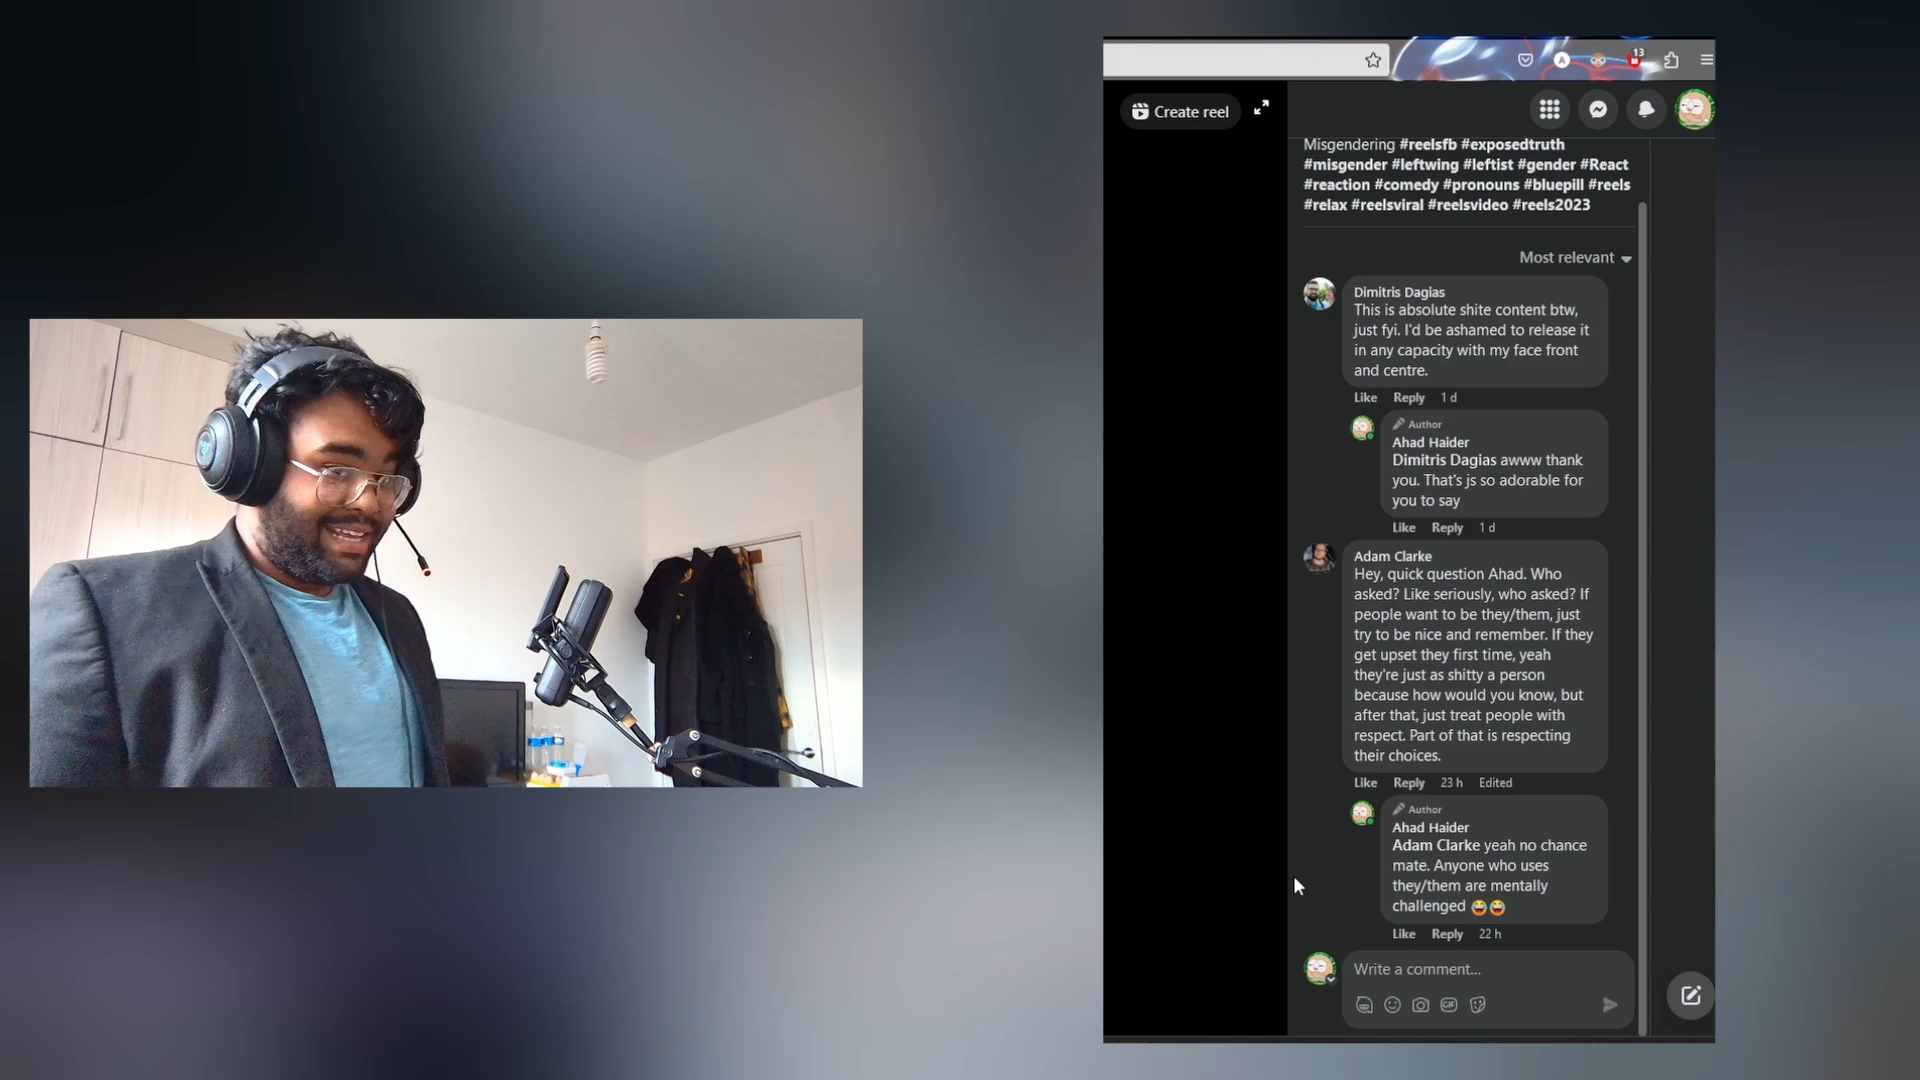 13
Create reel
Misgendering #reelsfb #exposedtruth
#misgender #leftwing #leftist #gender #React
#reaction #comedy #pronouns #bluepill #reels
#relax #reelsviral #reelsvideo #reels2023
Most relevant
Dimitris Dagias
This is absolute shite content btw,
just fyi. I'd be ashamed to release it
in any capacity with my face front
and centre.
Like Reply 1 d
Author
Ahad Haider
Dimitris Dagias awww thank
you. That's js so adorable for
you to say
Like Reply 1 d
Adam Clarke
Hey, quick question Ahad. Who
asked? Like seriously, who asked? If
people want to be they/them, just
try to be nice and remember. If they
get upset they first time, yeah
they're just as shitty a person
because how would you know, but
after that, just treat people with
respect. Part of that is respecting
their choices.
Like Reply 23 h Edited
Author
Ahad Haider
Adam Clarke yeah no chance
mate. Anyone who uses
they/them are mentally
challenged 😂😂
Like Reply 22 h
Write a comment...
GIF